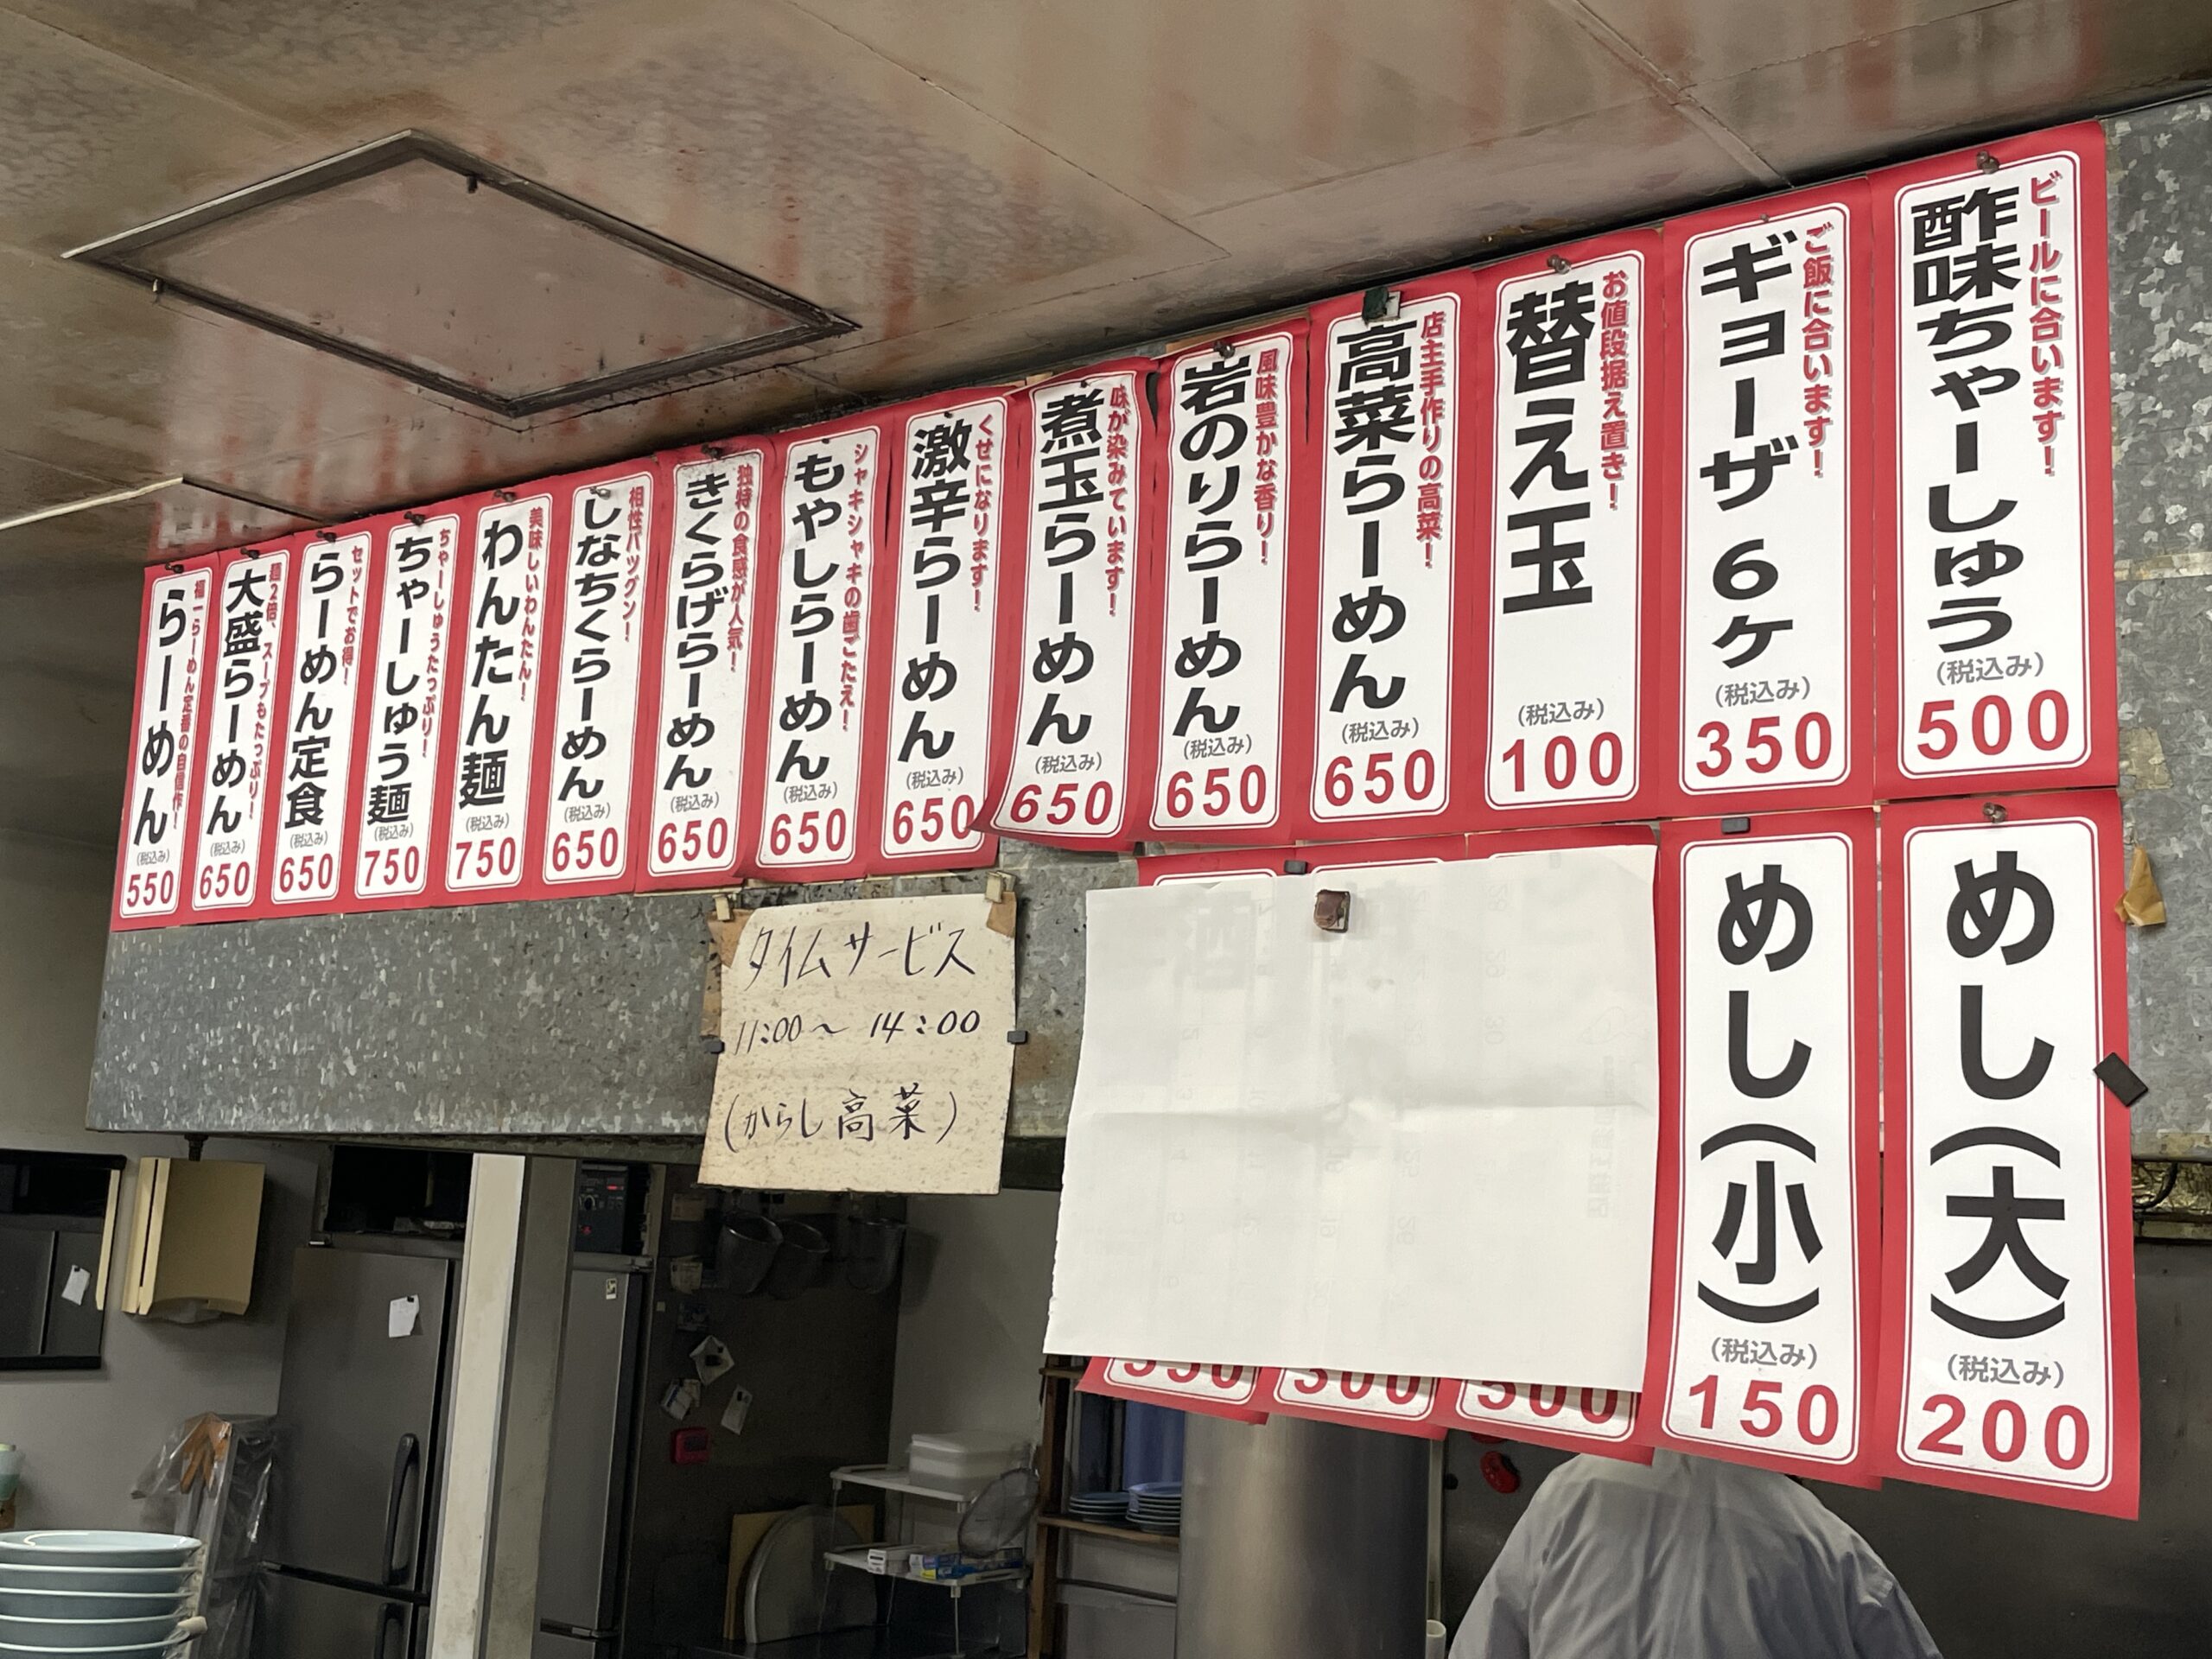 ビールに合います！
酢味ちゃーしゅう
(税込み)
500
ご飯に合います！
ギョーザ6ケ
(税込み)
350
お値段据え置き！
替え玉
(税込み)
100
店主手作りの高菜！
高菜らーめん
(税込み)
650
風味豊かな香り！
岩のりらーめん
(税込み)
650
味が染みています！
煮玉らーめん
(税込み)
650
くせになります！
激辛らーめん
(税込み)
650
シャキシャキの歯ごたえ！
もやしらーめん
(税込み)
650
独特の食感が人気！
きくらげらーめん
(税込み)
650
相性バツグン！
しなちくらーめん
(税込み)
650
美味しいわんたん！
わんたん麺
(税込み)
750
ちゃーしゅうたっぷり！
ちゃーしゅう麺
(税込み)
750
セットでお得！
らーめん定食
(税込み)
650
麺2倍、スープもたっぷり！
大盛らーめん
(税込み)
650
福一らーめん定番の自信作！
らーめん
(税込み)
550
めし(大)
(税込み)
200
めし(小)
(税込み)
150
500
300
350
タイムサービス
11:00～14:00
(からし高菜)